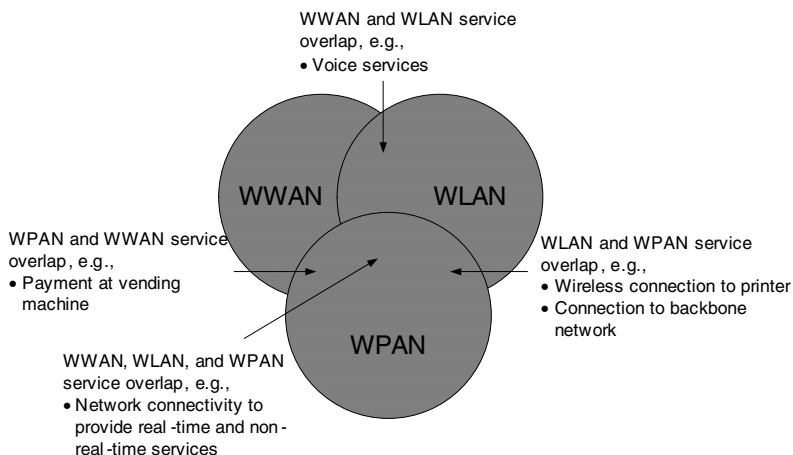 WWAN and WLAN service
overlap, e.g.,
• Voice services
WWAN
WLAN
WPAN and WWAN service
overlap, e.g.,
• Payment at vending
machine
WLAN and WPAN service
overlap, e.g.,
• Wireless connection to printer
• Connection to backbone
network
WPAN
WWAN, WLAN, and WPAN
service overlap, e.g.,
• Network connectivity to
provide real-time and non-
real-time services